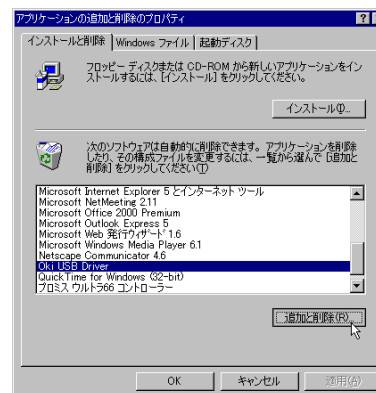 アプリケーションの追加と削除のプロパティ
インストールと削除 Windows ファイル 起動ディスク
フロッピー ディスクまたは CD-ROM から新しいアプリケーションをイン
ストールするには、[インストール] をクリックしてください。
インストール(I)...
次のソフトウェアは自動的に削除できます。アプリケーションを削除
したり、その構成ファイルを変更するには、一覧から選んで [追加と
削除] をクリックしてください(T)
Microsoft Internet Explorer 5 とインターネット ツール
Microsoft NetMeeting 2.11
Microsoft Office 2000 Premium
Microsoft Outlook Express 5
Microsoft Web 発行ウィザード 1.6
Microsoft Windows Media Player 6.1
Netscape Communicator 4.6
Oki USB Driver
QuickTime for Windows (32-bit)
プロミス ウルトラ66 コントローラー
追加と削除(R)...
OK キャンセル 適用(A)